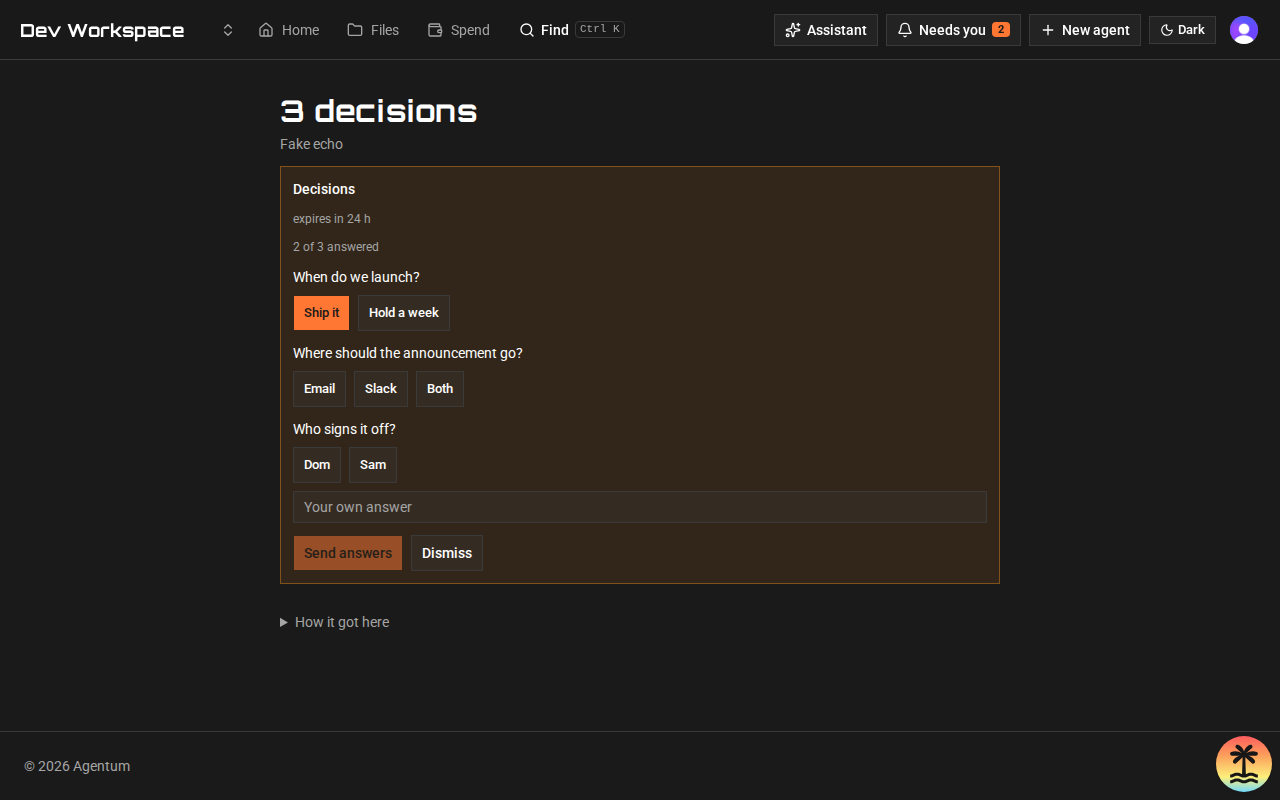 Dev Workspace
Home
Files
Spend
Find Ctrl K
Assistant
Needs you 2
New agent
Dark
3 decisions
Fake echo
Decisions
expires in 24 h
2 of 3 answered
When do we launch?
Ship it
Hold a week
Where should the announcement go?
Email
Slack
Both
Who signs it off?
Dom
Sam
Your own answer
Send answers
Dismiss
How it got here
© 2026 Agentum